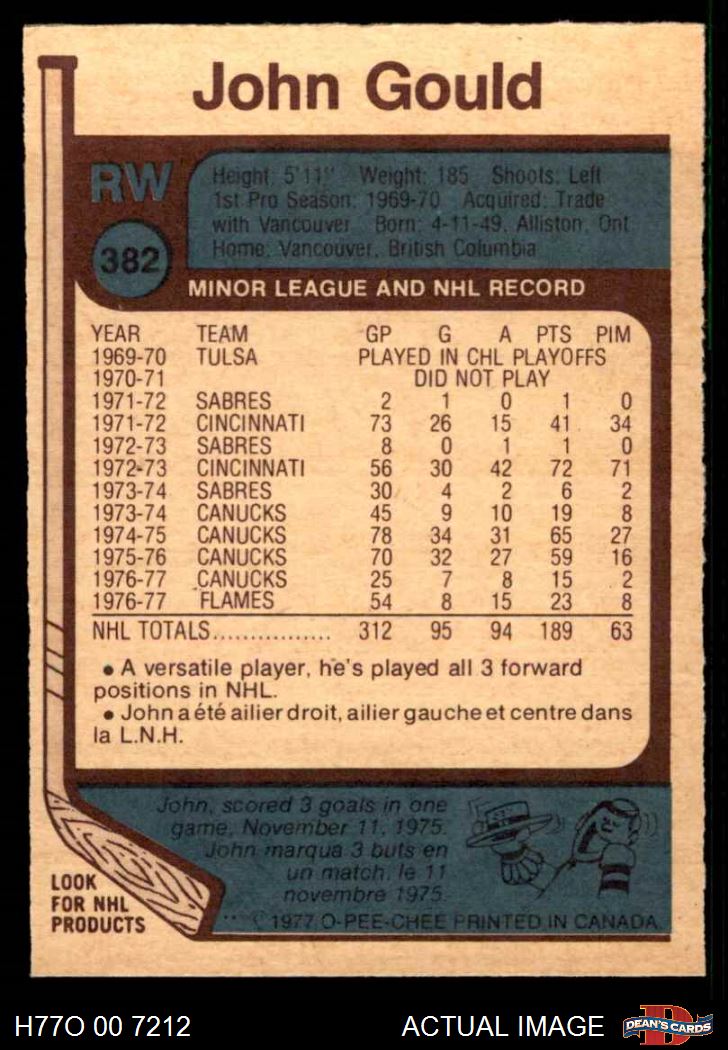 John Gould
RW
382
Height: 5'11" Weight: 185 Shoots: Left
1st Pro Season: 1969-70 Acquired: Trade
with Vancouver Born: 4-11-49, Alliston, Ont
Home: Vancouver, British Columbia
MINOR LEAGUE AND NHL RECORD
YEAR TEAM GP G A PTS PIM
1969-70 TULSA PLAYED IN CHL PLAYOFFS
1970-71 DID NOT PLAY
1971-72 SABRES 2 1 0 1 0
1971-72 CINCINNATI 73 26 15 41 34
1972-73 SABRES 8 0 1 1 0
1972-73 CINCINNATI 56 30 42 72 71
1973-74 SABRES 30 4 2 6 2
1973-74 CANUCKS 45 9 10 19 8
1974-75 CANUCKS 78 34 31 65 27
1975-76 CANUCKS 70 32 27 59 16
1976-77 CANUCKS 25 7 8 15 2
1976-77 FLAMES 54 8 15 23 8
NHL TOTALS................ 312 95 94 189 63
• A versatile player, he's played all 3 forward
positions in NHL.
• John a été ailier droit, ailier gauche et centre dans
la L.N.H.
John, scored 3 goals in one
game, November 11, 1975.
John marqua 3 buts en
un match, le 11
novembre 1975.
LOOK
FOR NHL
PRODUCTS
© 1977 O-PEE-CHEE PRINTED IN CANADA
H77O 00 7212
ACTUAL IMAGE
D
DEAN'S CARDS